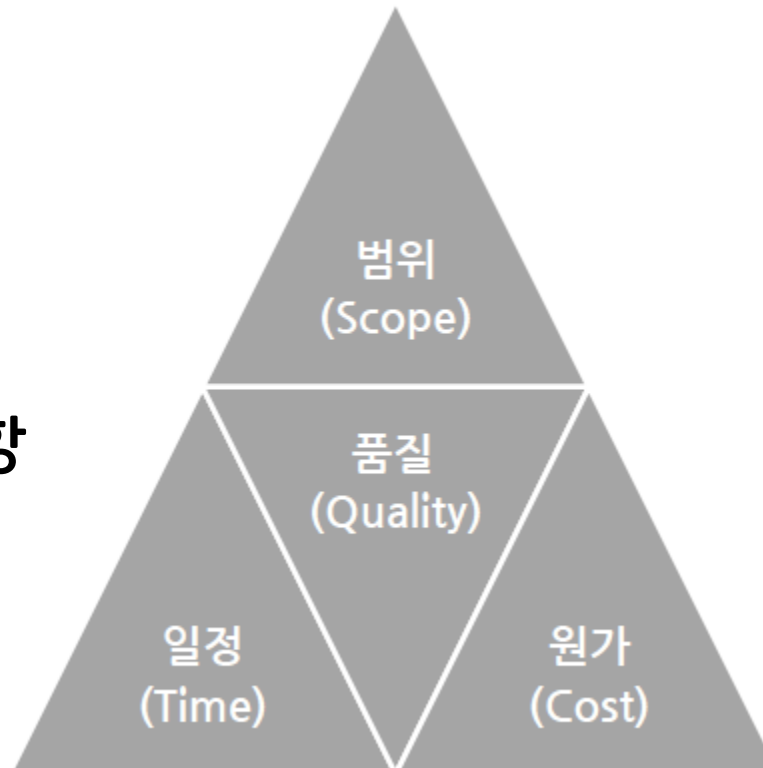 범위
(Scope)
품질
(Quality)
일정
(Time)
원가
(Cost)